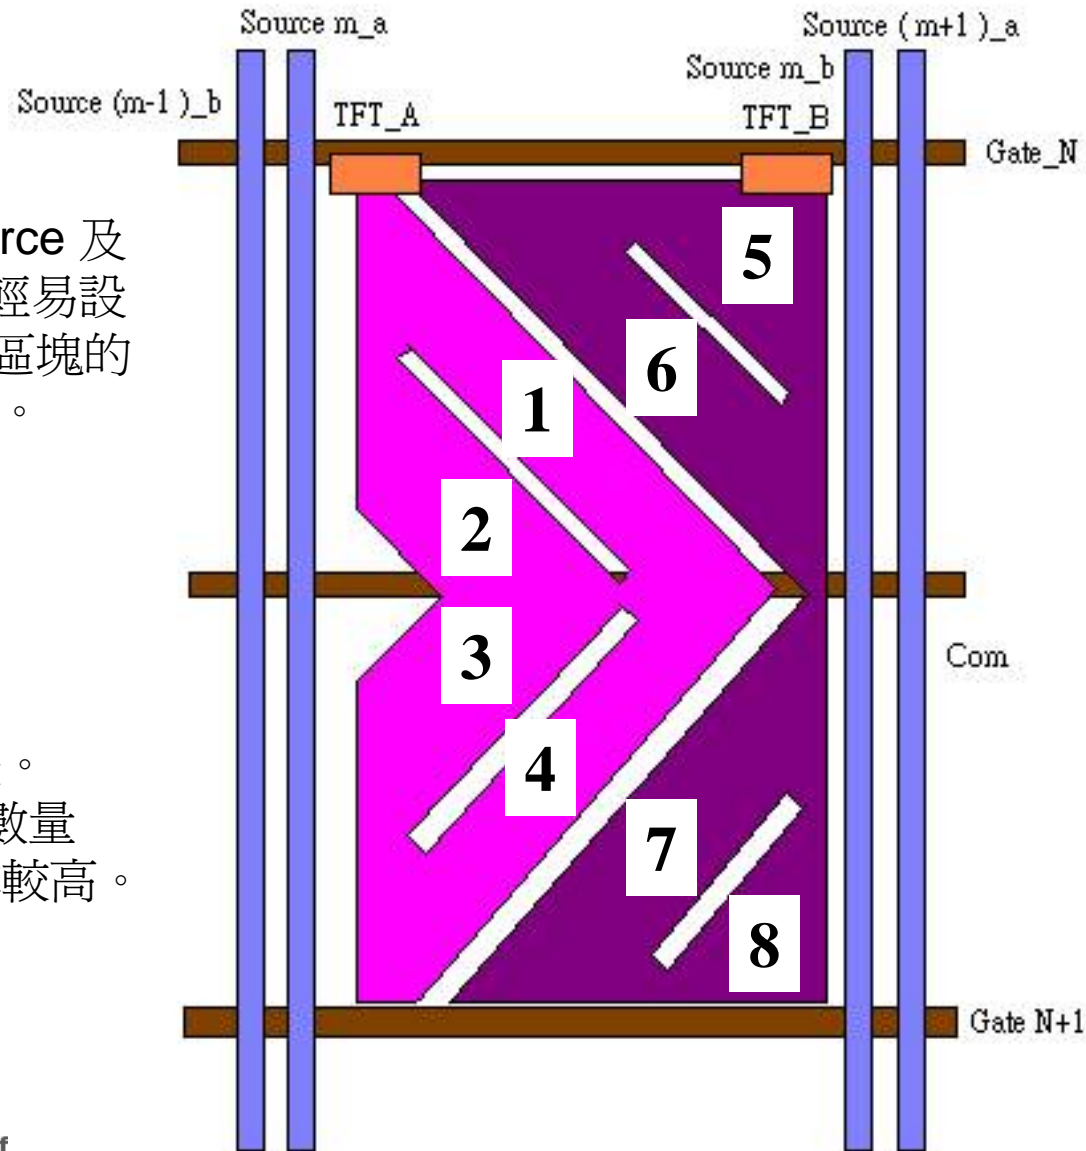 Source m_a
Source ( m+1 )_a
Source m_b
Source (m-1 )_b
TFT_A
TFT_B
Gate_N
rce 及
輕易設
區塊的
。
5
6
1
2
3
4
Com
。
數量
較高。
7
8
Gate N+1
f